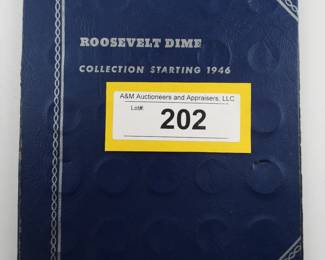 ROOSEVELT DIME
COLLECTION STARTING 1946
A&M Auctioneers and Appraisers, LLC
Lot#:
202